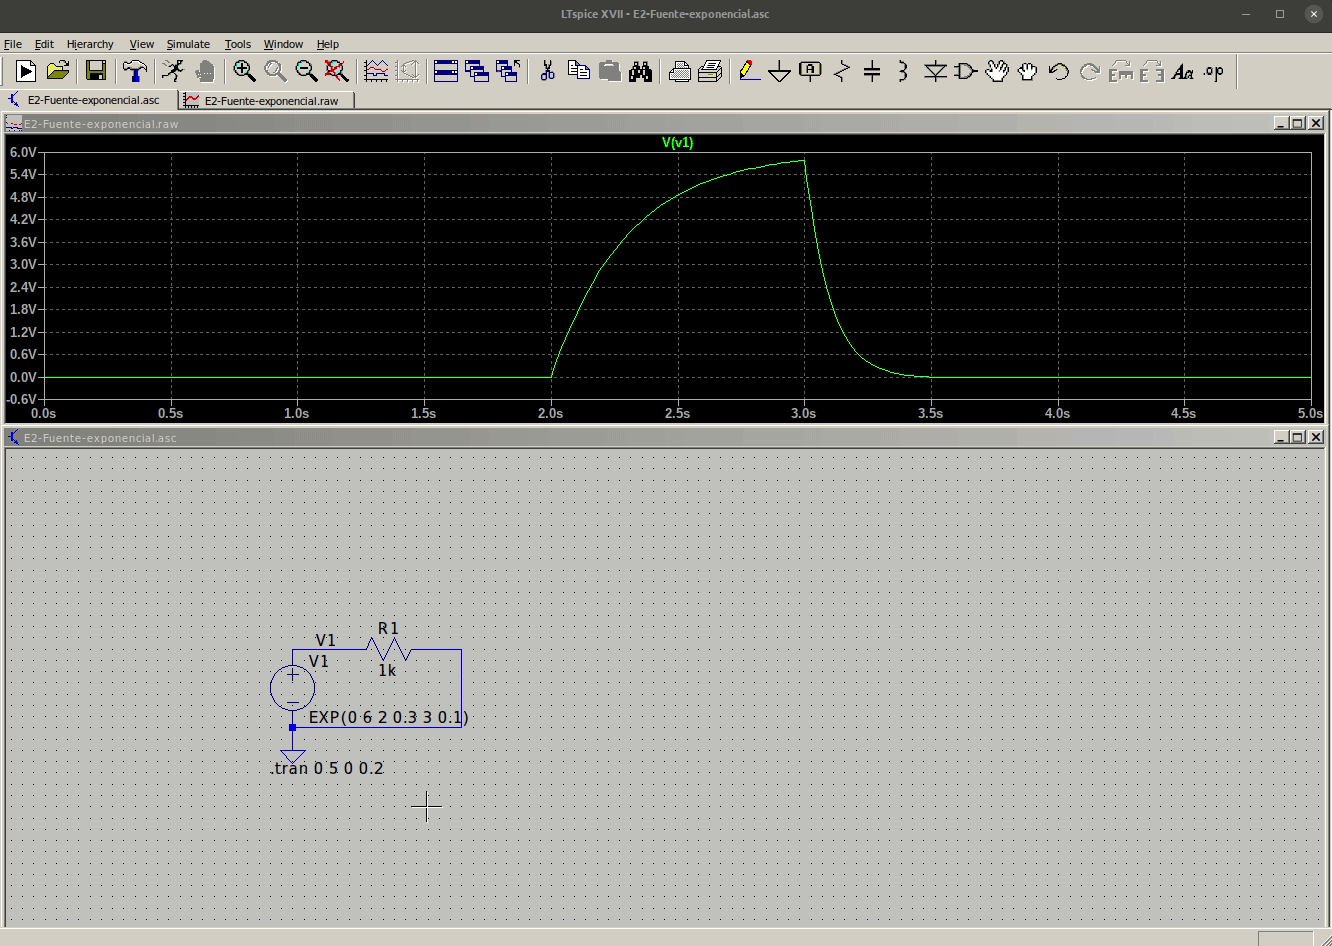 LTspice XVII - E2-Fuente-exponencial.asc
File Edit Hierarchy View Simulate Tools Window Help
A Aa .op
E2-Fuente-exponencial.asc E2-Fuente-exponencial.raw
E2-Fuente-exponencial.raw
V(v1)
6.0V
5.4V
4.8V
4.2V
3.6V
3.0V
2.4V
1.8V
1.2V
0.6V
0.0V
-0.6V
0.0s 0.5s 1.0s 1.5s 2.0s 2.5s 3.0s 3.5s 4.0s 4.5s 5.0s
E2-Fuente-exponencial.asc
R1
V1
V1
1k
EXP(0 6 2 0.3 3 0.1)
.tran 0 5 0 0.2